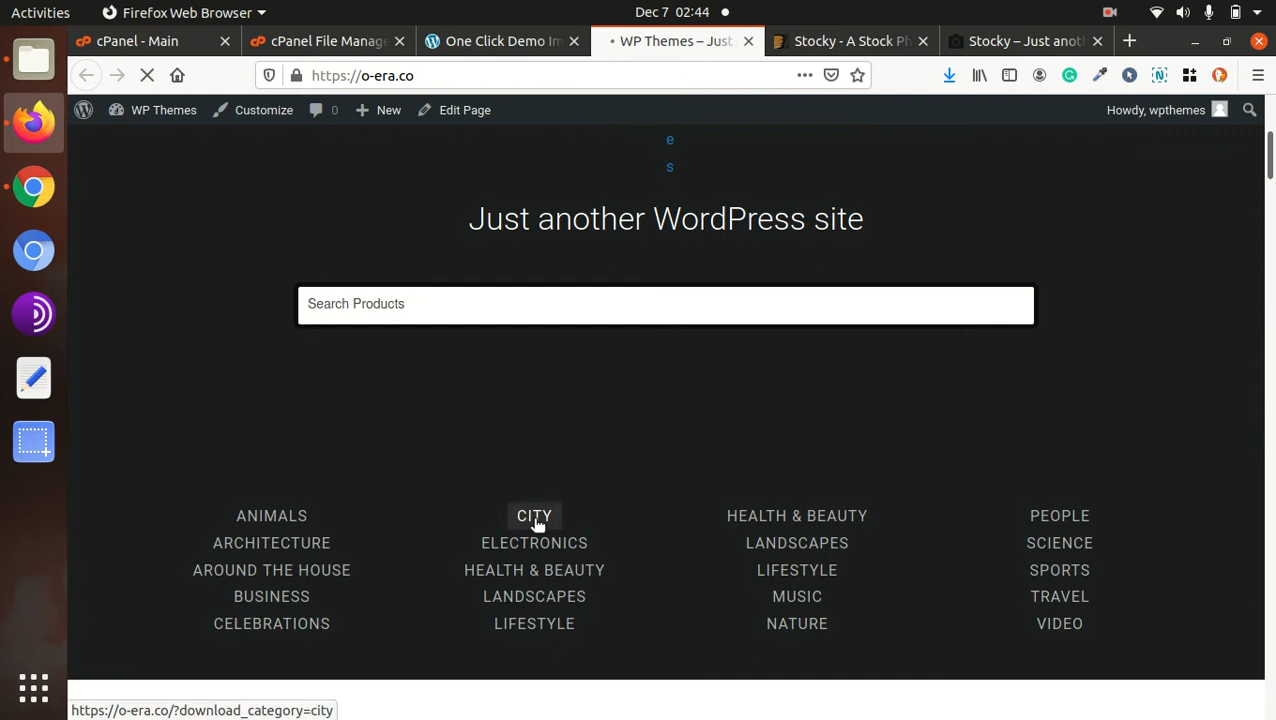 Activities Firefox Web Browser Dec 7 02:44
cPanel - Main cPanel File Manage One Click Demo Im WP Themes – Just Stocky - A Stock Ph Stocky – Just anoth
https://o-era.co
WP Themes Customize 0 New Edit Page Howdy, wpthemes
e
s
Just another WordPress site
Search Products
ANIMALS CITY HEALTH & BEAUTY PEOPLE
ARCHITECTURE ELECTRONICS LANDSCAPES SCIENCE
AROUND THE HOUSE HEALTH & BEAUTY LIFESTYLE SPORTS
BUSINESS LANDSCAPES MUSIC TRAVEL
CELEBRATIONS LIFESTYLE NATURE VIDEO
https://o-era.co/?download_category=city